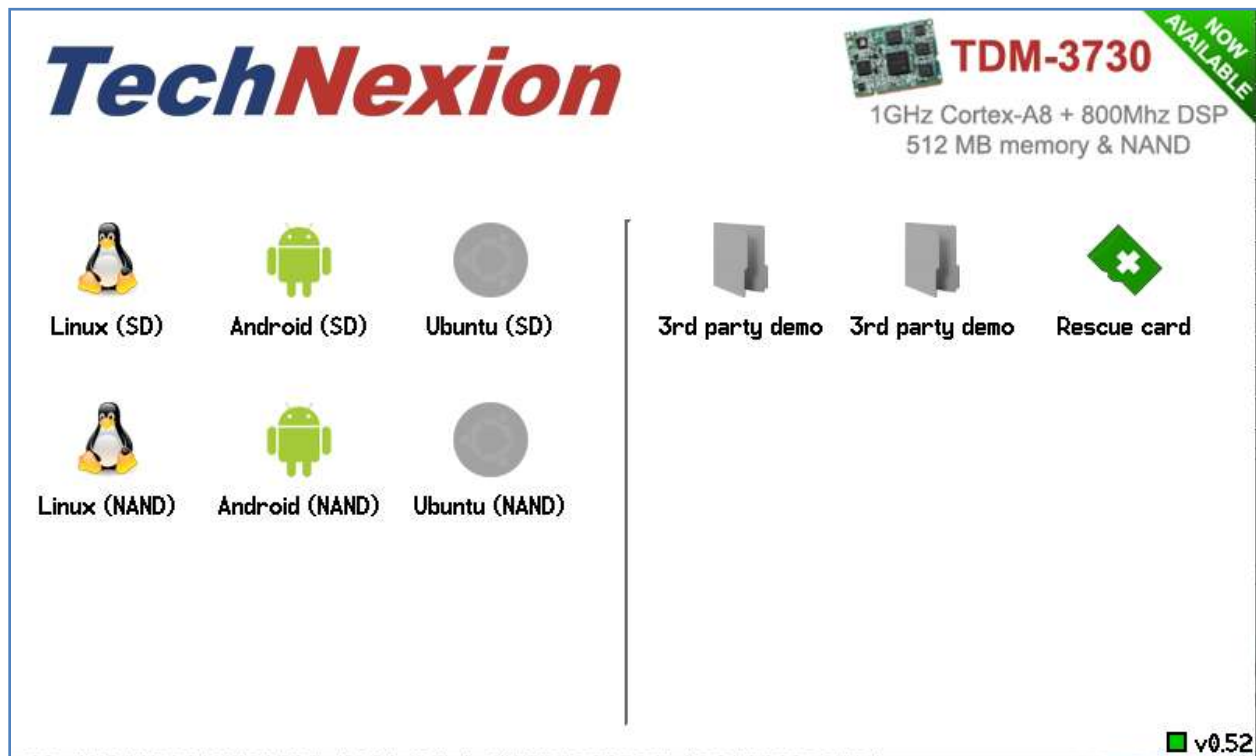 TechNexion
TDM-3730
NOW
AVAILABLE
1GHz Cortex-A8 + 800Mhz DSP
512 MB memory & NAND
Linux (SD) Android (SD) Ubuntu (SD)
3rd party demo 3rd party demo Rescue card
Linux (NAND) Android (NAND) Ubuntu (NAND)
v0.52